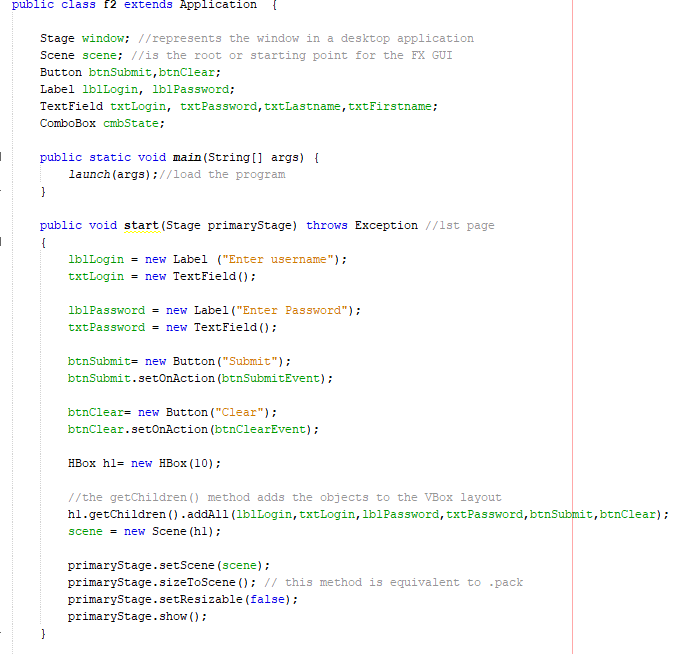 public class f2 extends Application  {
Stage window; //represents the window in a desktop application
Scene scene; //is the root or starting point for the FX GUI
Button btnSubmit,btnClear;
Label lblLogin, lblPassword;
TextField txtLogin, txtPassword,txtLastname,txtFirstname;
ComboBox cmbState;
public static void main(String[] args) {
launch(args);//load the program
}
public void start(Stage primaryStage) throws Exception //1st page
{
lblLogin = new Label ("Enter username");
txtLogin = new TextField();
lblPassword = new Label("Enter Password");
txtPassword = new TextField();
btnSubmit= new Button("Submit");
btnSubmit.setOnAction(btnSubmitEvent);
btnClear= new Button("Clear");
btnClear.setOnAction(btnClearEvent);
HBox h1= new HBox(10);
//the getChildren() method adds the objects to the VBox layout
h1.getChildren().addAll(lblLogin,txtLogin,lblPassword,txtPassword,btnSubmit,btnClear);
scene = new Scene(h1);
primaryStage.setScene(scene);
primaryStage.sizeToScene(); // this method is equivalent to .pack
primaryStage.setResizable(false);
primaryStage.show();
}